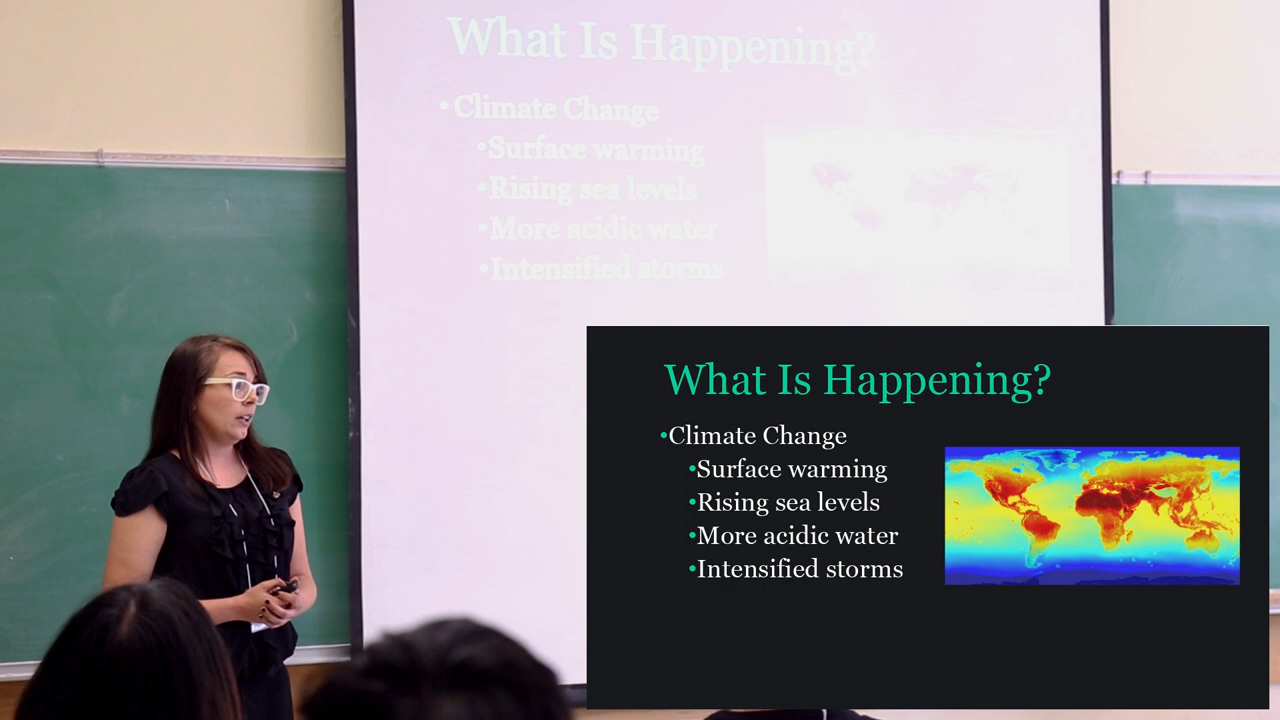 What Is Happening?
• Climate Change
•Surface warming
•Rising sea levels
•More acidic water
•Intensified storms
What Is Happening?
•Climate Change
•Surface warming
•Rising sea levels
•More acidic water
•Intensified storms